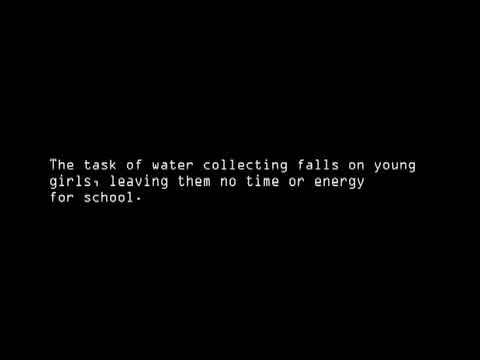 The task of water collecting falls on young
girls, leaving them no time or energy
for school.